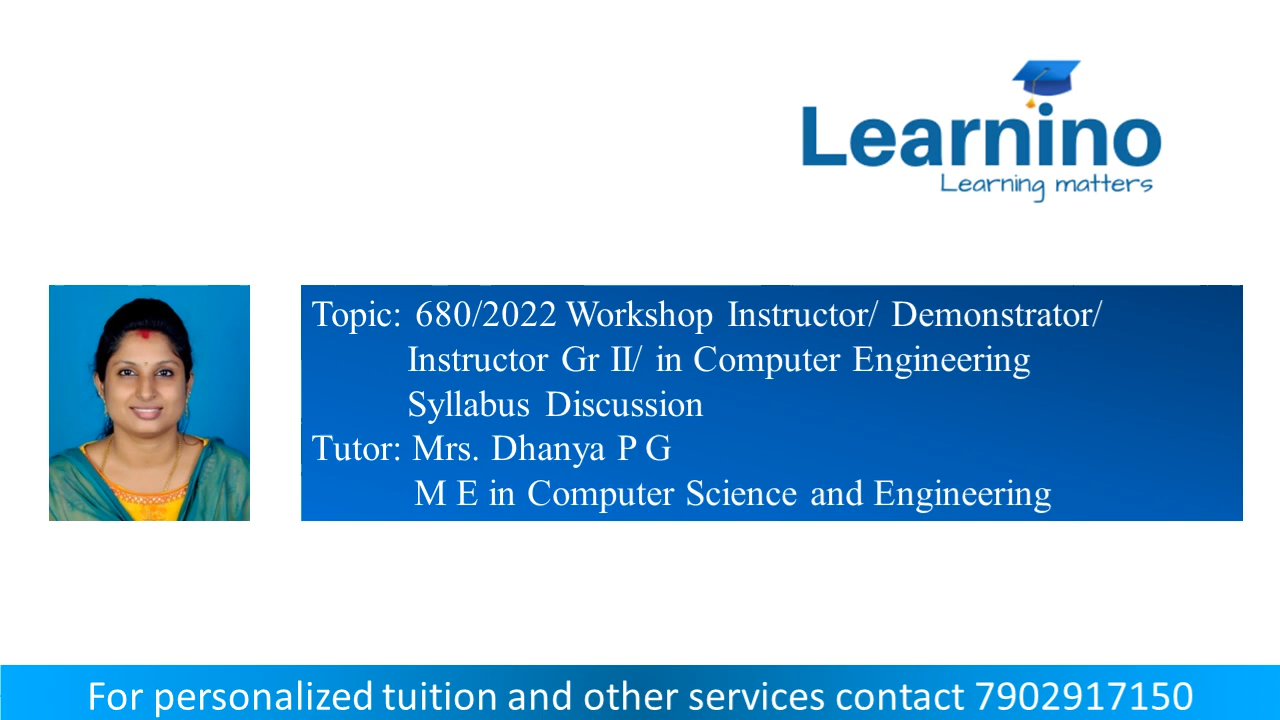 Learnino
Learning matters
Topic: 680/2022 Workshop Instructor/ Demonstrator/
Instructor Gr II/ in Computer Engineering
Syllabus Discussion
Tutor: Mrs. Dhanya P G
M E in Computer Science and Engineering
For personalized tuition and other services contact 7902917150